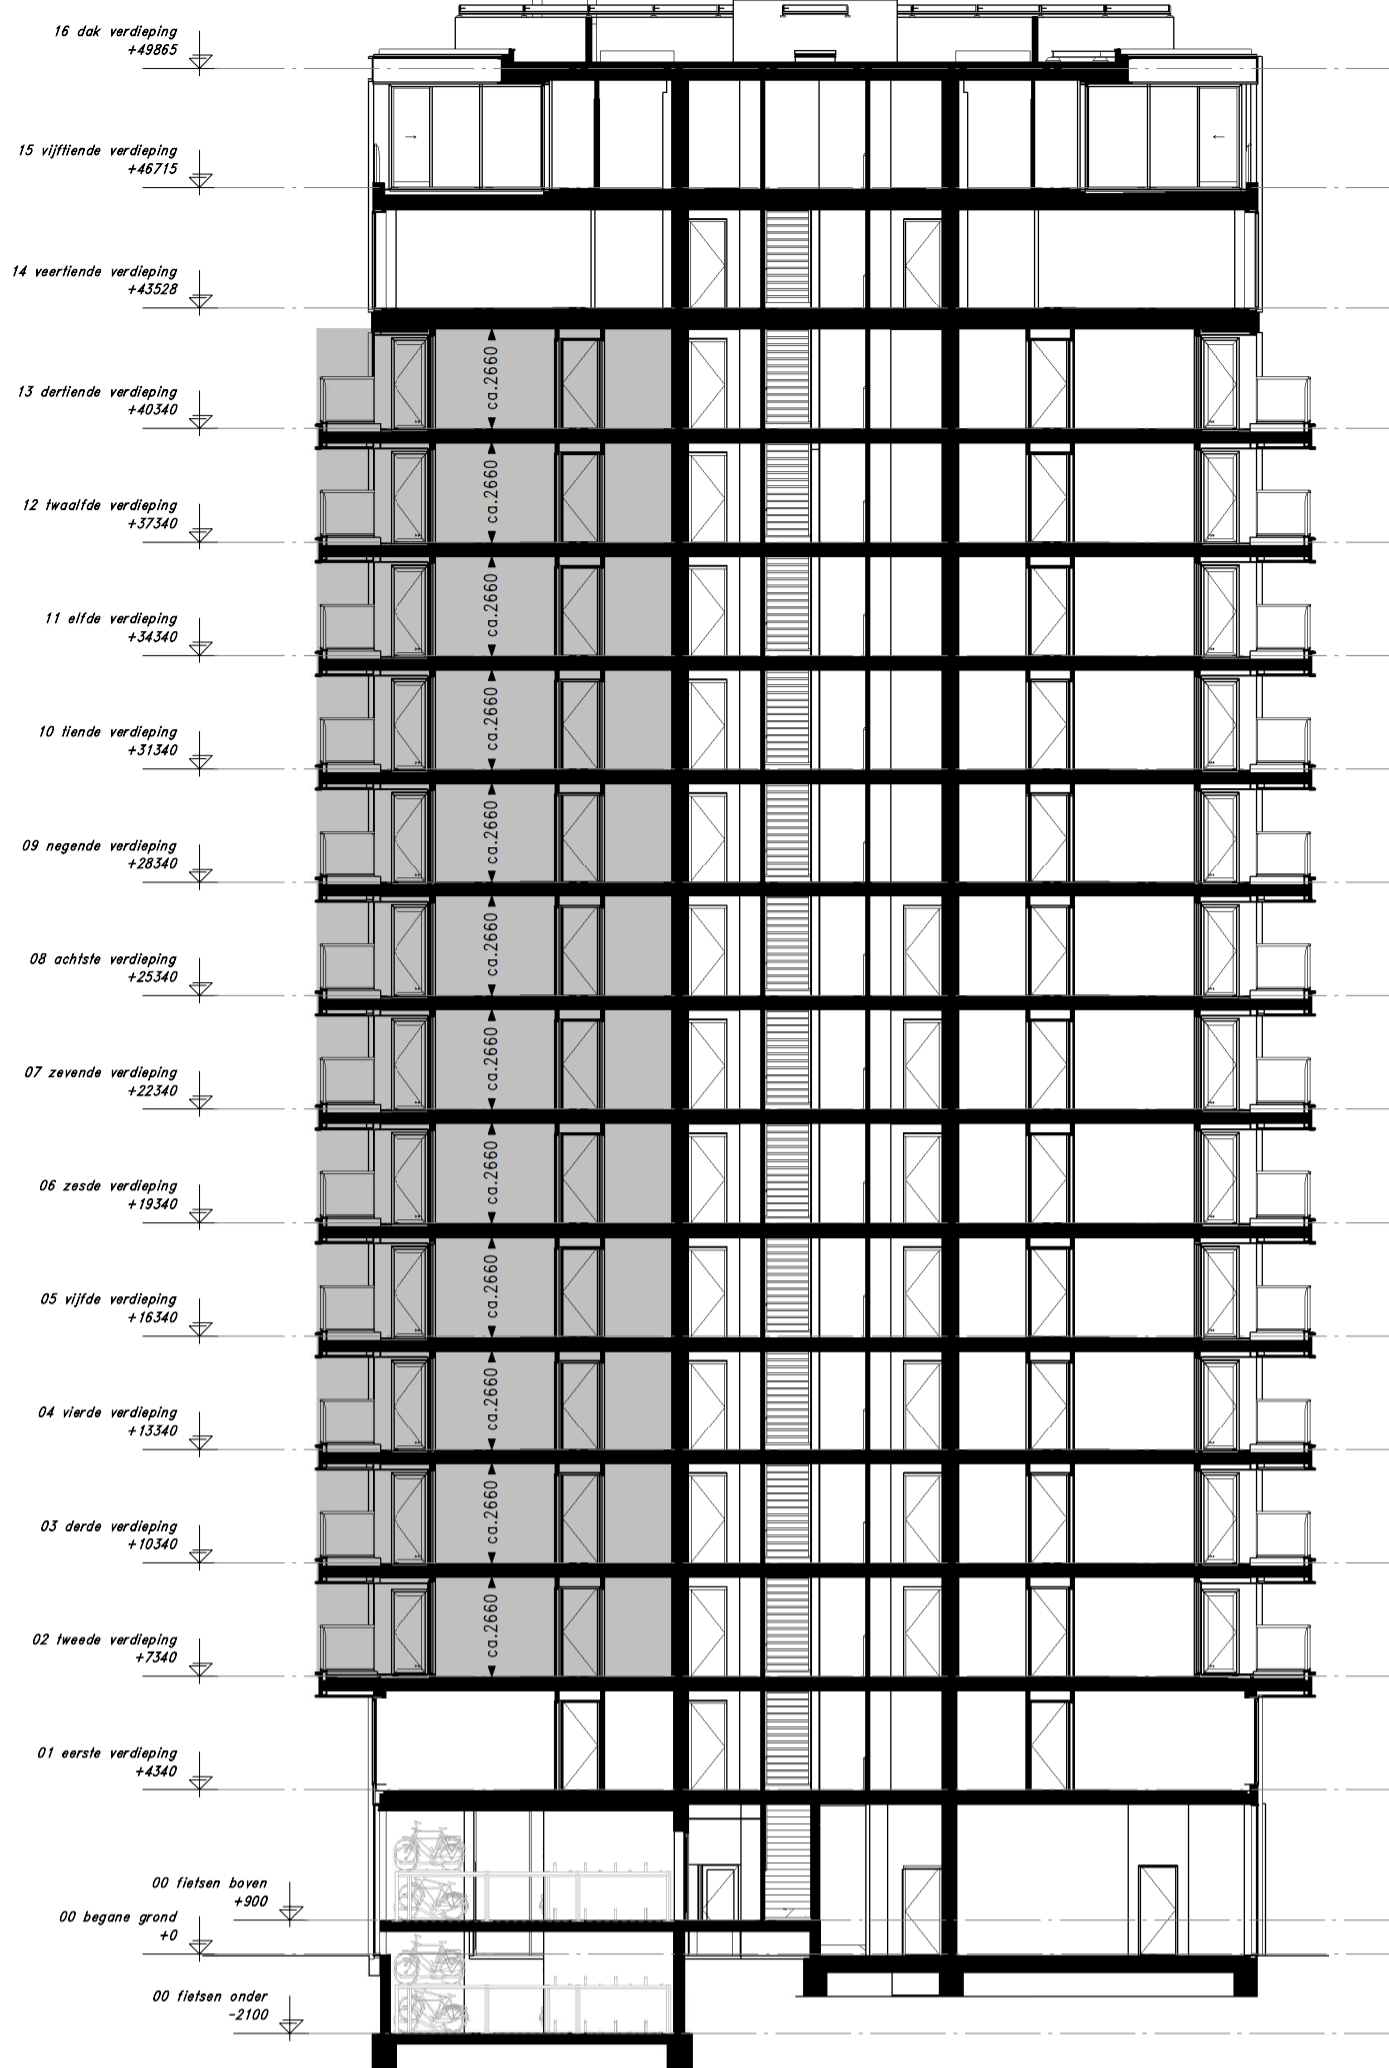 16 dak verdieping
+49865
15 vijftiende verdieping
+46715
14 veertiende verdieping
+43528
13 dertiende verdieping
+40340
ca.2660
12 twaalfde verdieping
+37340
ca.2660
11 elfde verdieping
+34340
ca.2660
10 tiende verdieping
+31340
ca.2660
09 negende verdieping
+28340
ca.2660
08 achtste verdieping
+25340
ca.2660
07 zevende verdieping
+22340
ca.2660
06 zesde verdieping
+19340
ca.2660
05 vijfde verdieping
+16340
ca.2660
04 vierde verdieping
+13340
ca.2660
03 derde verdieping
+10340
ca.2660
02 tweede verdieping
+7340
ca.2660
01 eerste verdieping
+4340
00 fietsen boven
+900
00 begane grond
+0
00 fietsen onder
-2100